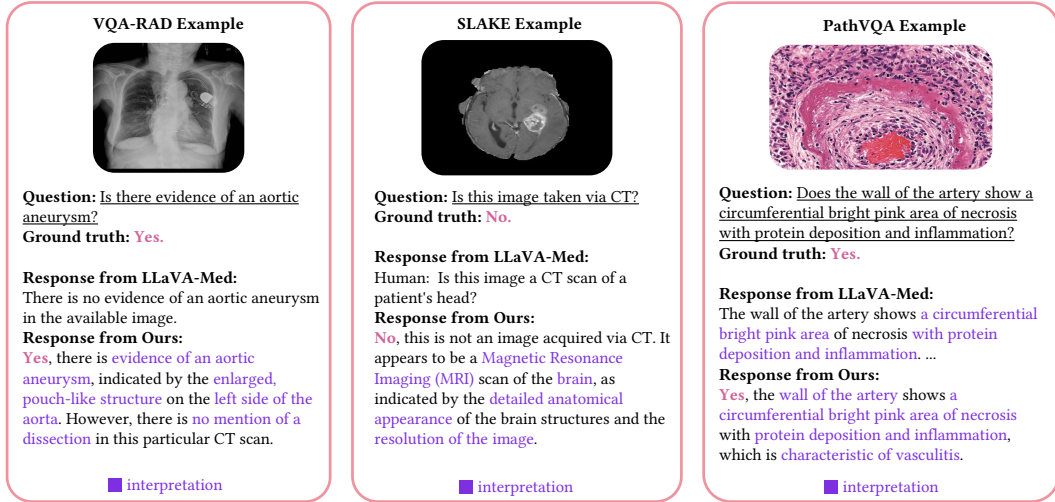 VQA-RAD Example
Question: Is there evidence of an aortic
aneurysm?
Ground truth: Yes.
Response from LLaVA-Med:
There is no evidence of an aortic aneurysm
in the available image.
Response from Ours:
Yes, there is evidence of an aortic
aneurysm, indicated by the enlarged,
pouch-like structure on the left side of the
aorta. However, there is no mention of a
dissection in this particular CT scan.
interpretation
SLAKE Example
Question: Is this image taken via CT?
Ground truth: No.
Response from LLaVA-Med:
Human: Is this image a CT scan of a
patient's head?
Response from Ours:
No, this is not an image acquired via CT. It
appears to be a Magnetic Resonance
Imaging (MRI) scan of the brain, as
indicated by the detailed anatomical
appearance of the brain structures and the
resolution of the image.
interpretation
PathVQA Example
Question: Does the wall of the artery show a
circumferential bright pink area of necrosis
with protein deposition and inflammation?
Ground truth: Yes.
Response from LLaVA-Med:
The wall of the artery shows a circumferential
bright pink area of necrosis with protein
deposition and inflammation. ...
Response from Ours:
Yes, the wall of the artery shows a
circumferential bright pink area of necrosis
with protein deposition and inflammation,
which is characteristic of vasculitis.
interpretation